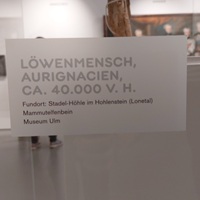 LÖWENMENSCH,
AURIGNACIEN,
CA. 40.000 V. H.
Fundort: Stadel-Höhle im Hohlenstein (Lonetal)
Mammutelfenbein
Museum Ulm